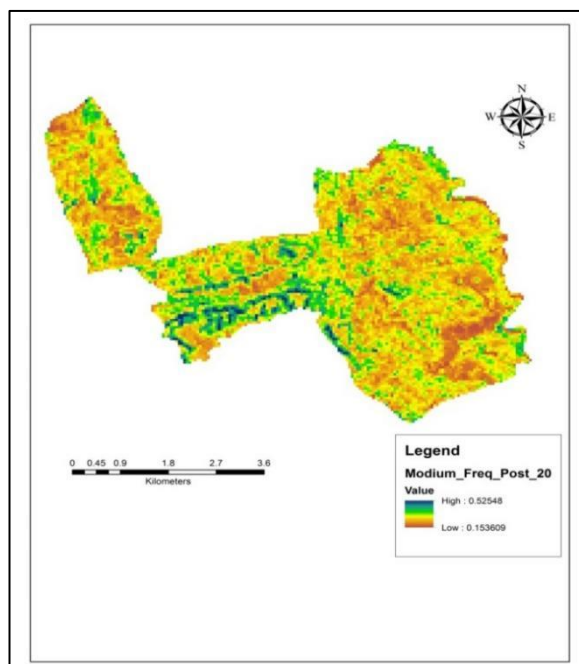 N
W E
S
0 0.45 0.9 1.8 2.7 3.6
Kilometers
Legend
Modium_Freq_Post_20
Value
High : 0.52548
Low : 0.153609